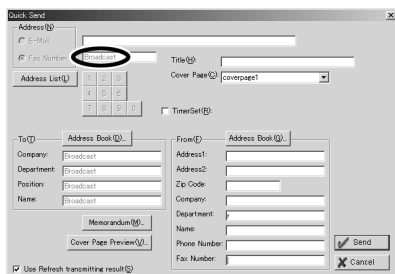 Quick Send
Address(N)
E-Mail
Fax Number Broadcast
Title(H):
Address List(L) 1 2 3
Cover Page(C): coverpage1
4 5 6
7 8 9 0
TimerSet(R):
To(T) Address Book(D)...
Company: Broadcast
Department: Broadcast
Position: Broadcast
Name: Broadcast
Memorandum(M)...
Cover Page Preview(V)...
Use Refresh transmitting result(S)
From(F) Address Book(Q)...
Address1:
Address2:
Zip Code:
Company:
Department:
Name:
Phone Number:
Fax Number:
Send
Cancel